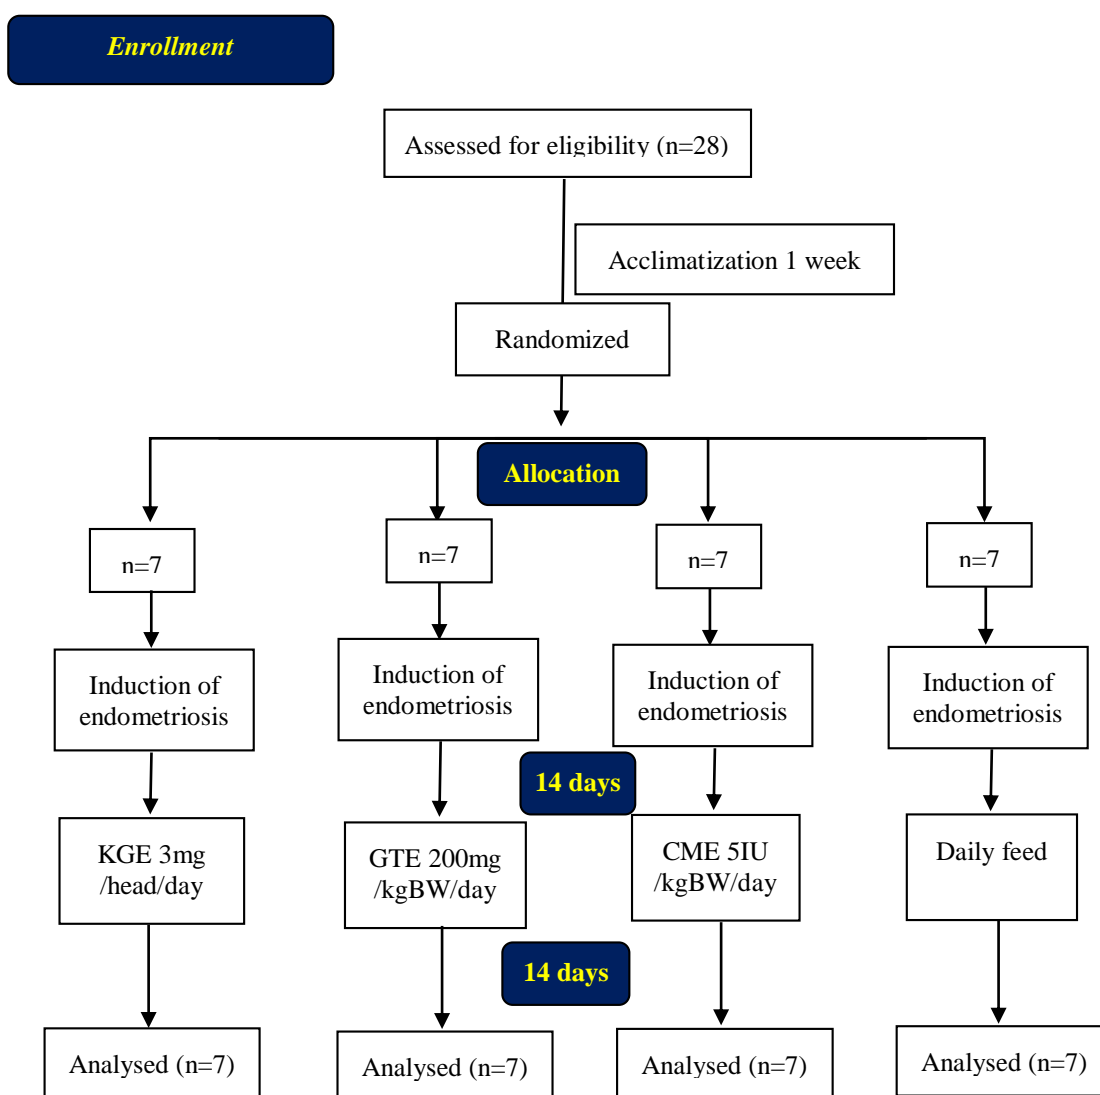 Enrollment
Assessed for eligibility (n=28)
Acclimatization 1 week
Randomized
Allocation
n=7
n=7
n=7
n=7
Induction of
endometriosis
Induction of
endometriosis
Induction of
endometriosis
Induction of
endometriosis
14 days
KGE 3mg
/head/day
GTE 200mg
/kgBW/day
CME 5IU
/kgBW/day
Daily feed
14 days
Analysed (n=7)
Analysed (n=7)
Analysed (n=7)
Analysed (n=7)